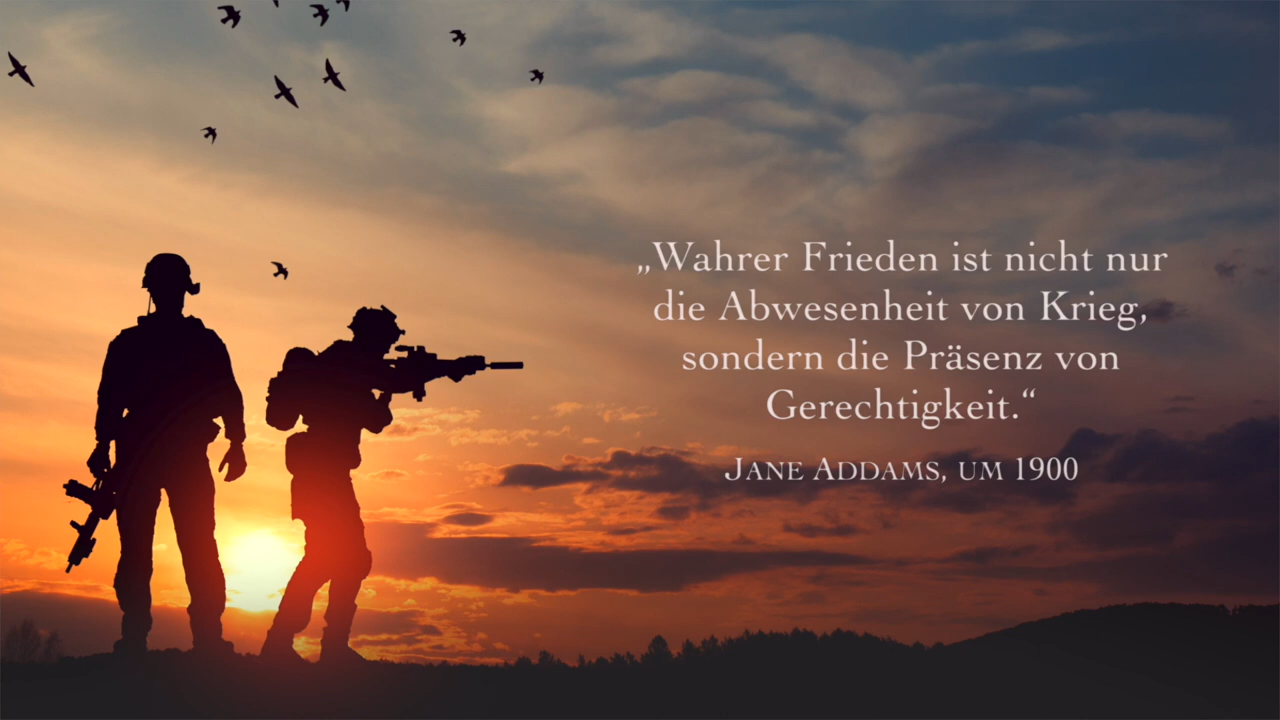 „Wahrer Frieden ist nicht nur
die Abwesenheit von Krieg,
sondern die Präsenz von
Gerechtigkeit.“
Jane Addams, um 1900